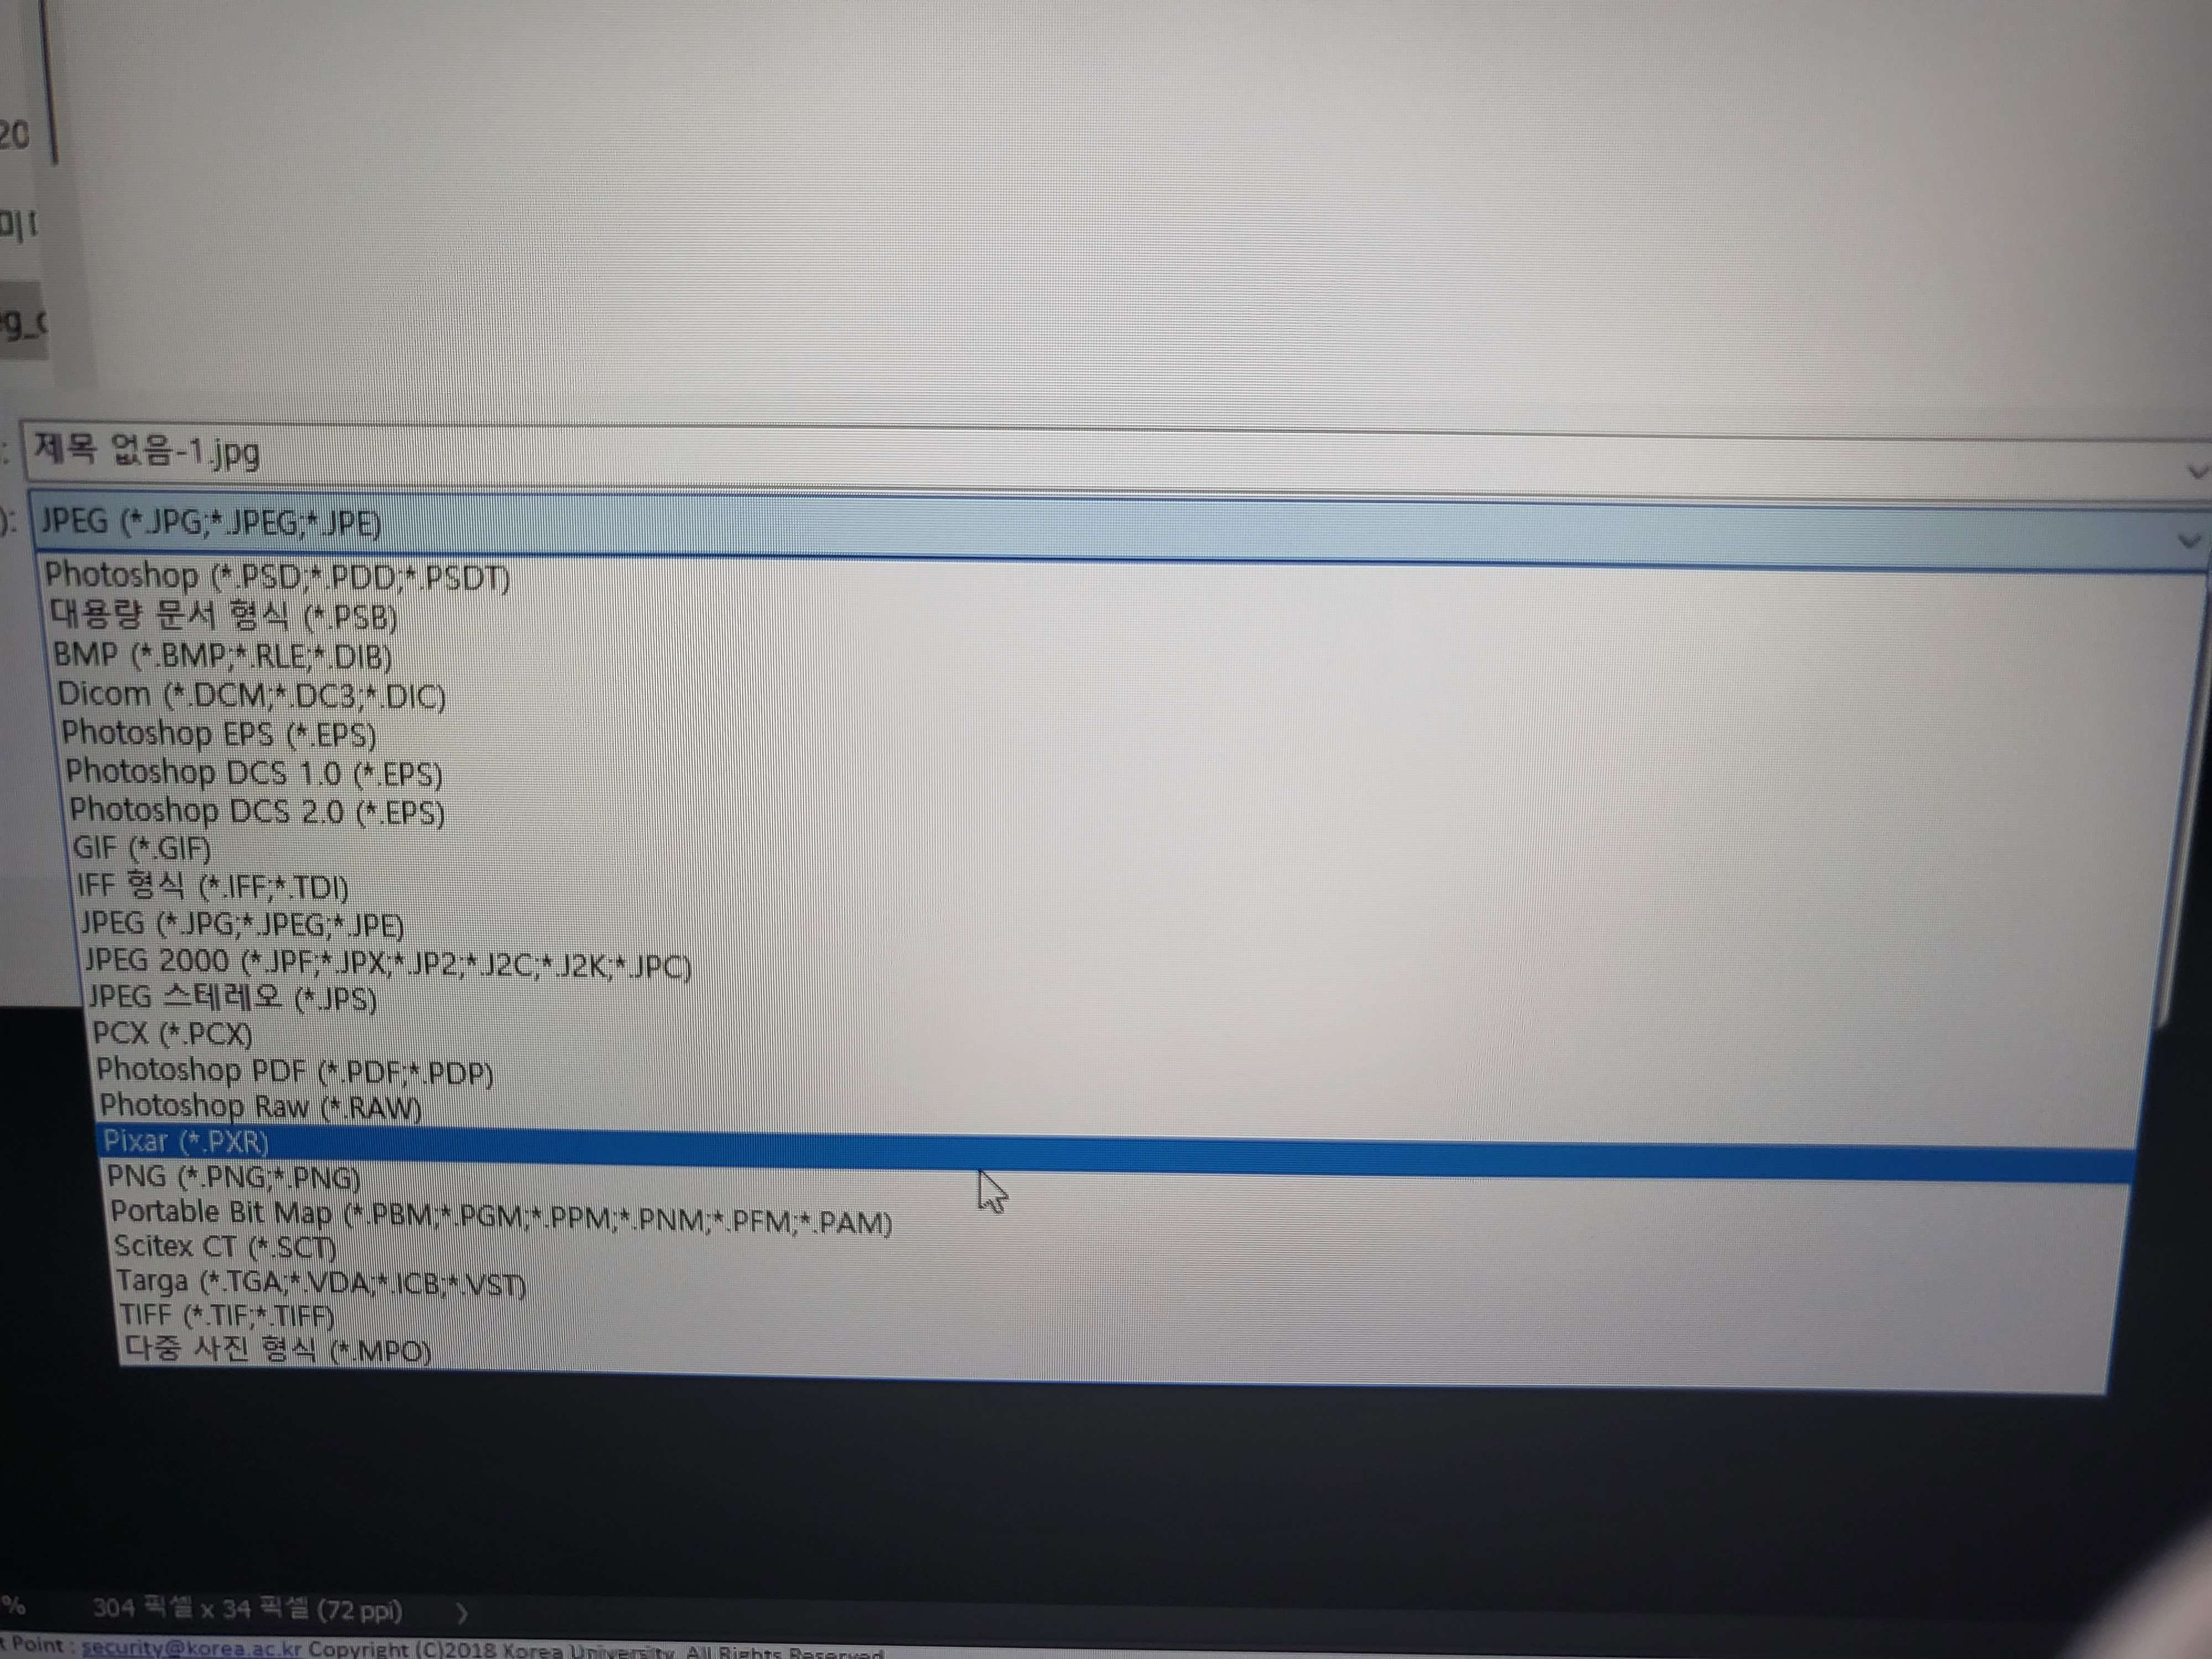 20
제목 없음-1.jpg
JPEG (*.JPG;*.JPEG;*.JPE)
Photoshop (*.PSD;*.PDD;*.PSDT)
대용량 문서 형식 (*.PSB)
BMP (*.BMP;*.RLE;*.DIB)
Dicom (*.DCM;*.DC3;*.DIC)
Photoshop EPS (*.EPS)
Photoshop DCS 1.0 (*.EPS)
Photoshop DCS 2.0 (*.EPS)
GIF (*.GIF)
IFF 형식 (*.IFF;*.TDI)
JPEG (*.JPG;*.JPEG;*.JPE)
JPEG 2000 (*.JPF;*.JPX;*.JP2;*.J2C;*.J2K;*.JPC)
JPEG 스테레오 (*.JPS)
PCX (*.PCX)
Photoshop PDF (*.PDF;*.PDP)
Photoshop Raw (*.RAW)
Pixar (*.PXR)
PNG (*.PNG;*.PNG)
Portable Bit Map (*.PBM;*.PGM;*.PPM;*.PNM;*.PFM;*.PAM)
Scitex CT (*.SCT)
Targa (*.TGA;*.VDA;*.ICB;*.VST)
TIFF (*.TIF;*.TIFF)
다중 사진 형식 (*.MPO)
% 304 픽셀 x 34 픽셀 (72 ppi)
t Point : security@korea.ac.kr Copyright (C)2018 Korea University. All Rights Reserved